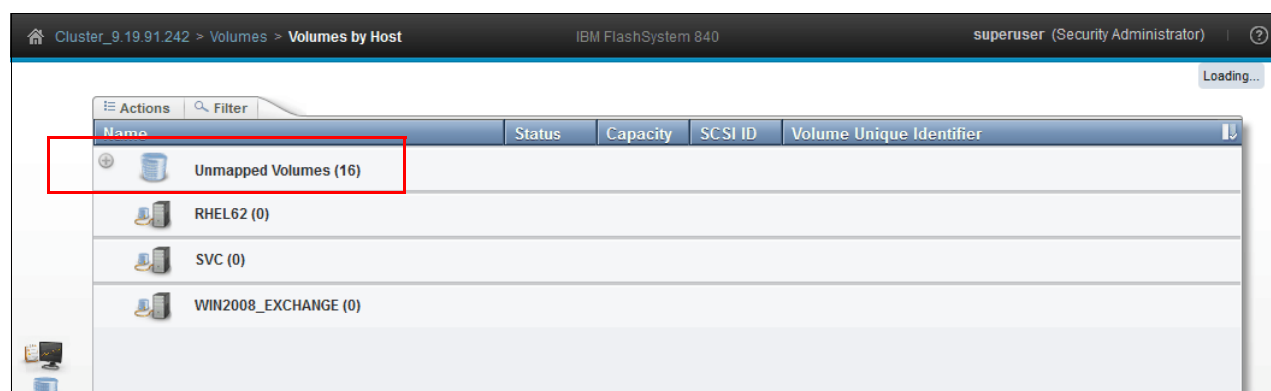 Cluster_9.19.91.242 > Volumes > Volumes by Host IBM FlashSystem 840 superuser (Security Administrator) ?
Loading...
Actions Filter
Name Status Capacity SCSI ID Volume Unique Identifier
Unmapped Volumes (16)
RHEL62 (0)
SVC (0)
WIN2008_EXCHANGE (0)